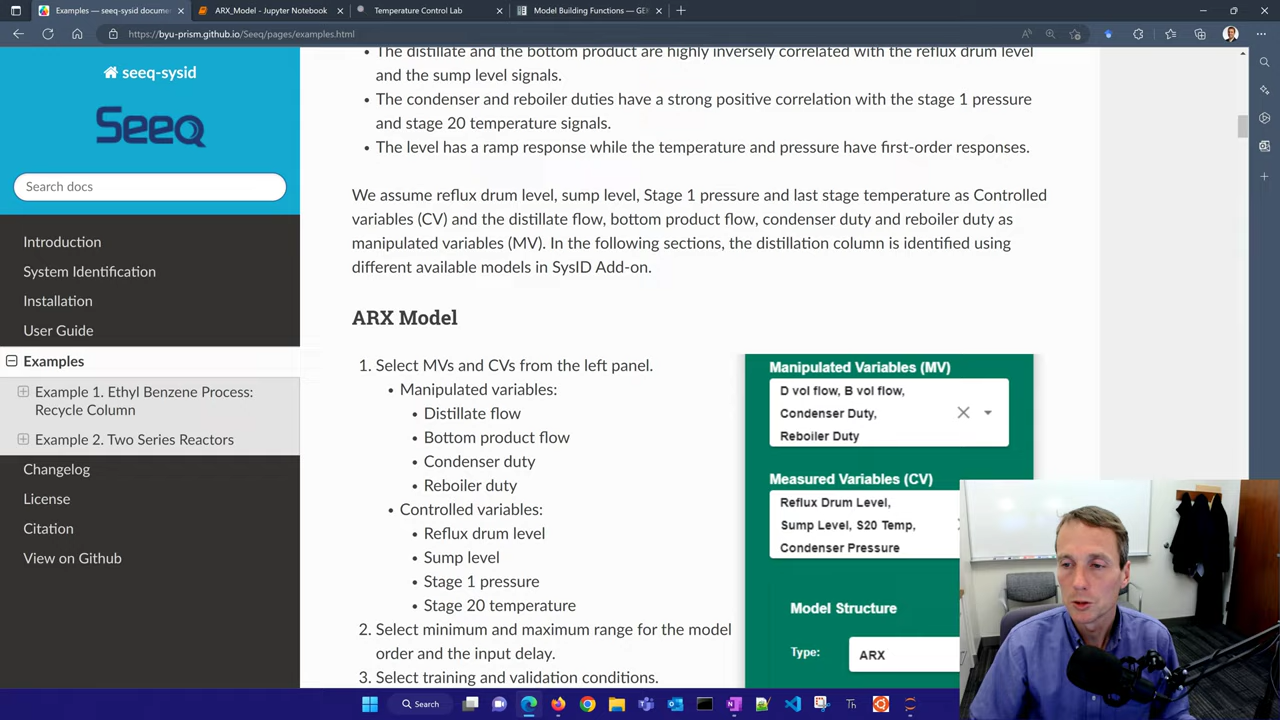 Examples — seeq-sysid docume
ARX_Model - Jupyter Notebook
Temperature Control Lab
Model Building Functions — GEK
https://byu-prism.github.io/Seeq/pages/examples.html
seeq-sysid
Seeq
Search docs
Introduction
System Identification
Installation
User Guide
Examples
Example 1. Ethyl Benzene Process:
Recycle Column
Example 2. Two Series Reactors
Changelog
License
Citation
View on Github
• The distillate and the bottom product are highly inversely correlated with the reflux drum level
and the sump level signals.
• The condenser and reboiler duties have a strong positive correlation with the stage 1 pressure
and stage 20 temperature signals.
• The level has a ramp response while the temperature and pressure have first-order responses.
We assume reflux drum level, sump level, Stage 1 pressure and last stage temperature as Controlled
variables (CV) and the distillate flow, bottom product flow, condenser duty and reboiler duty as
manipulated variables (MV). In the following sections, the distillation column is identified using
different available models in SysID Add-on.
ARX Model
1. Select MVs and CVs from the left panel.
• Manipulated variables:
• Distillate flow
• Bottom product flow
• Condenser duty
• Reboiler duty
• Controlled variables:
• Reflux drum level
• Sump level
• Stage 1 pressure
• Stage 20 temperature
2. Select minimum and maximum range for the model
order and the input delay.
3. Select training and validation conditions.
Manipulated Variables (MV)
D vol flow, B vol flow,
Condenser Duty,
Reboiler Duty
Measured Variables (CV)
Reflux Drum Level,
Sump Level, S20 Temp,
Condenser Pressure
Model Structure
Type:
ARX
Search